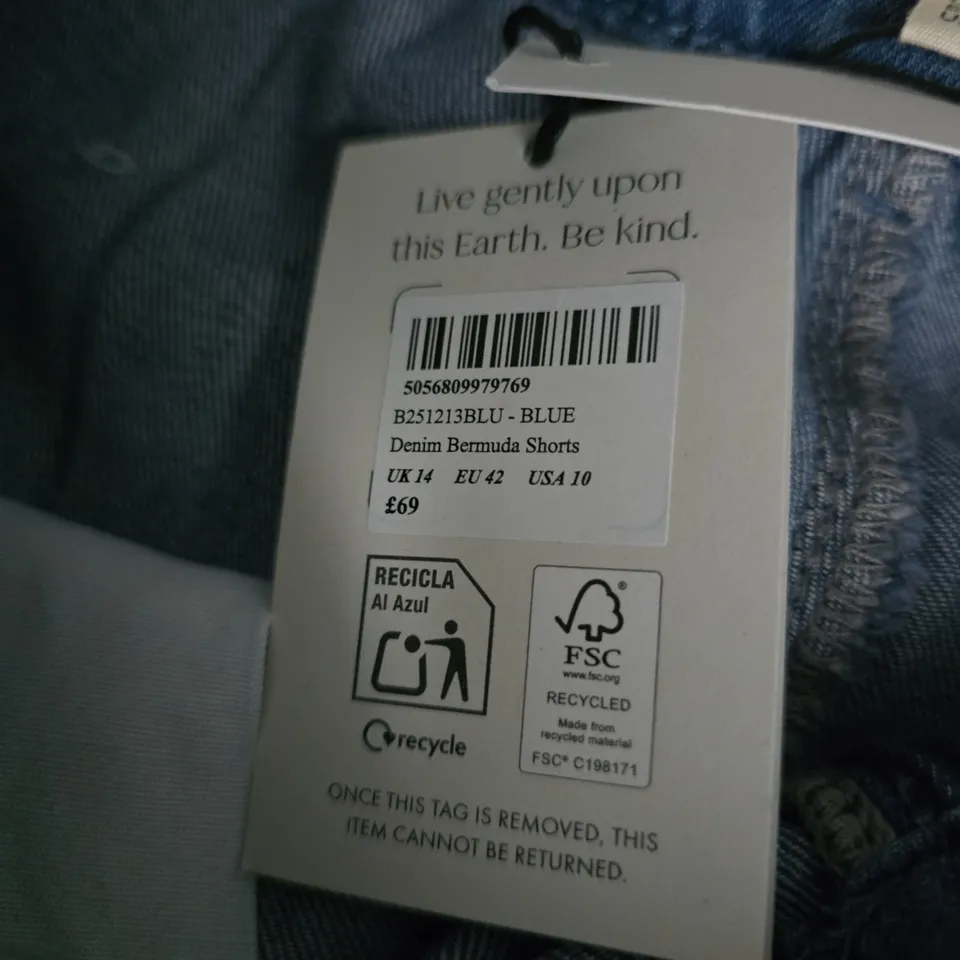 Live gently upon
this Earth. Be kind.
5056809979769
B251213BLU - BLUE
Denim Bermuda Shorts
UK 14 EU 42 USA 10
£69
RECICLA
Al Azul
recycle
FSC®
www.fsc.org
RECYCLED
Made from
recycled material
FSC® C198171
ONCE THIS TAG IS REMOVED, THIS
ITEM CANNOT BE RETURNED.